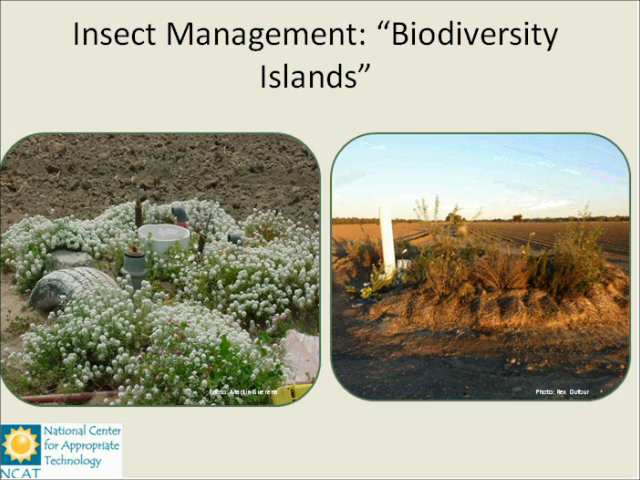 Insect Management: “Biodiversity
Islands”
Photo: Rex Dufour
National Center
for Appropriate
Technology
NCAT